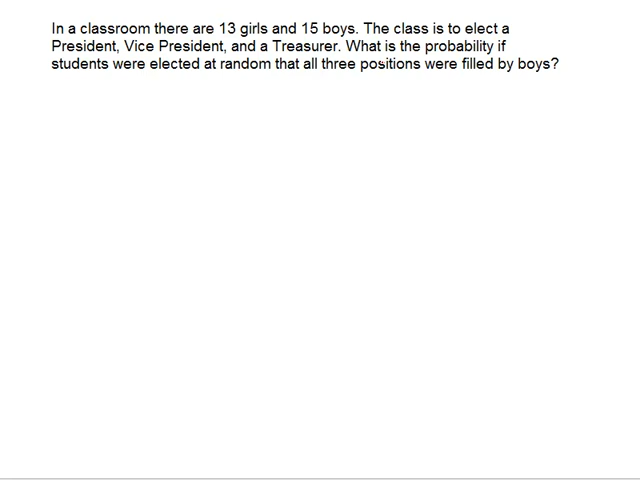 In a classroom there are 13 girls and 15 boys. The class is to elect a
President, Vice President, and a Treasurer. What is the probability if
students were elected at random that all three positions were filled by boys?